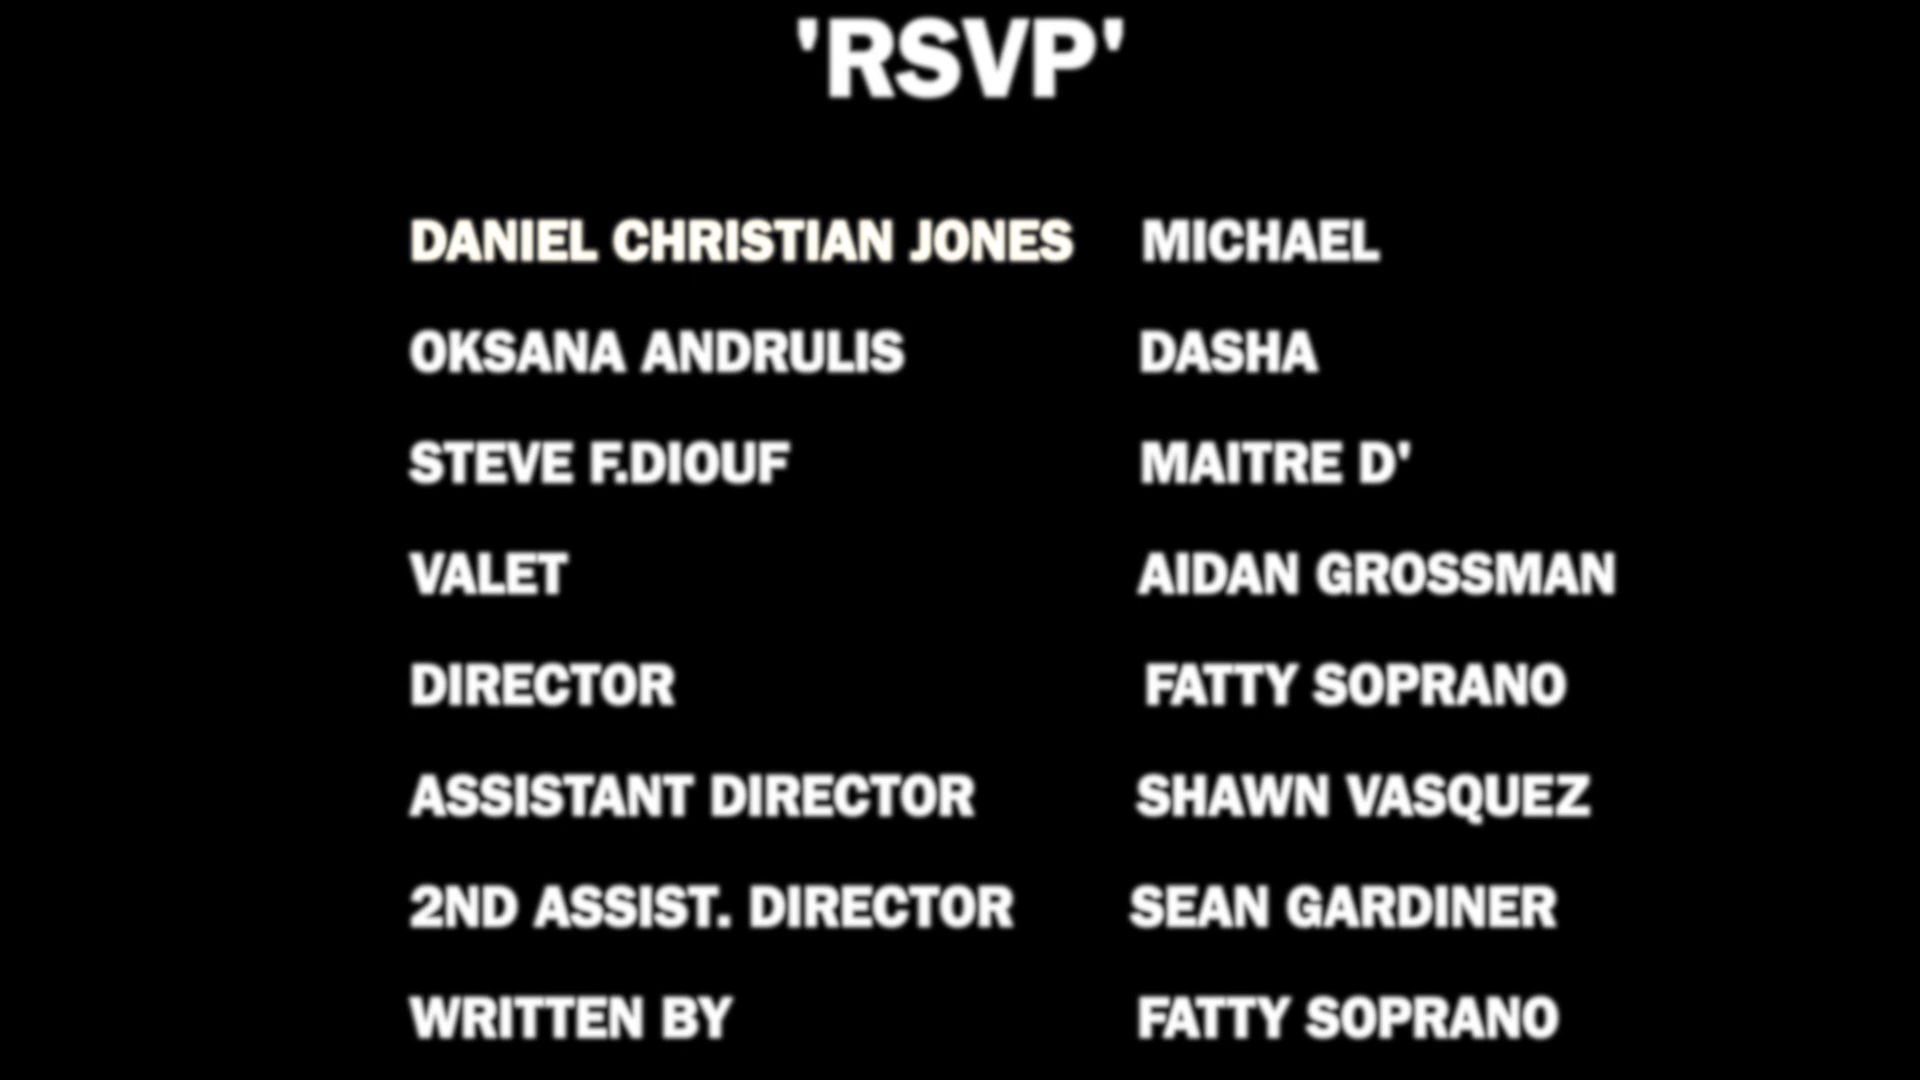 'RSVP'
DANIEL CHRISTIAN JONES MICHAEL
OKSANA ANDRULIS DASHA
STEVE F.DIOUF MAITRE D'
VALET AIDAN GROSSMAN
DIRECTOR FATTY SOPRANO
ASSISTANT DIRECTOR SHAWN VASQUEZ
2ND ASSIST. DIRECTOR SEAN GARDINER
WRITTEN BY FATTY SOPRANO